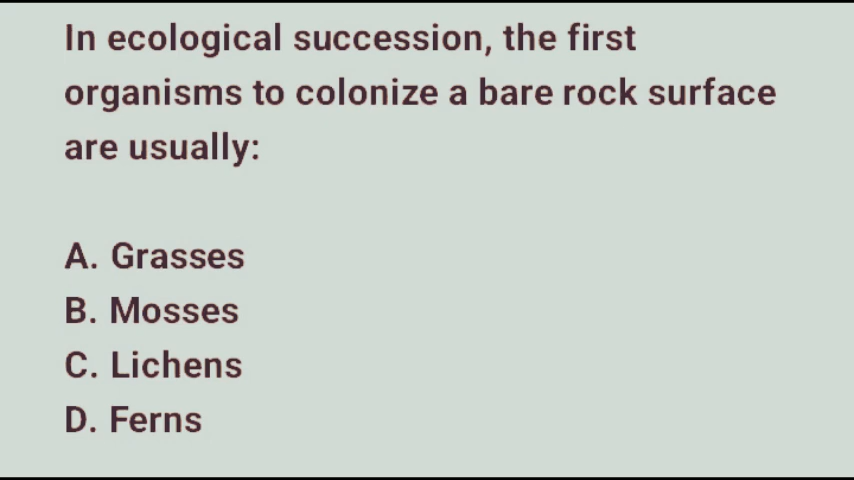 In ecological succession, the first
organisms to colonize a bare rock surface
are usually:
A. Grasses
B. Mosses
C. Lichens
D. Ferns